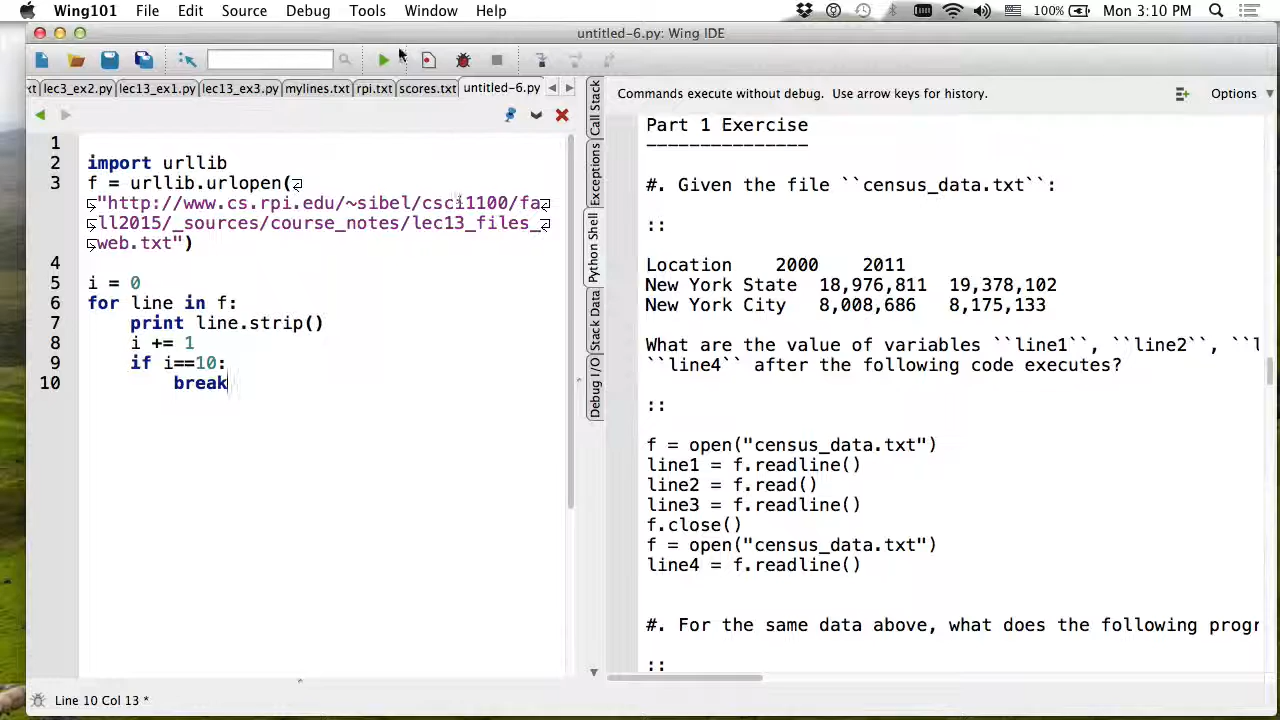 Wing101 File Edit Source Debug Tools Window Help 100% Mon 3:10 PM
untitled-6.py: Wing IDE
xt lec3_ex2.py lec13_ex1.py lec13_ex3.py mylines.txt rpi.txt scores.txt untitled-6.py
1
2 import urllib
3 f = urllib.urlopen(
"http://www.cs.rpi.edu/~sibel/csci1100/fa
ll2015/_sources/course_notes/lec13_files_
web.txt")
4
5 i = 0
6 for line in f:
7 print line.strip()
8 i += 1
9 if i==10:
10 break
Line 10 Col 13 *
Call Stack
Exceptions
Python Shell
Stack Data
Debug I/O
Commands execute without debug. Use arrow keys for history. Options
Part 1 Exercise
---------------
#. Given the file ``census_data.txt``:
::
Location 2000 2011
New York State 18,976,811 19,378,102
New York City 8,008,686 8,175,133
What are the value of variables ``line1``, ``line2``, ``l
``line4`` after the following code executes?
::
f = open("census_data.txt")
line1 = f.readline()
line2 = f.read()
line3 = f.readline()
f.close()
f = open("census_data.txt")
line4 = f.readline()
#. For the same data above, what does the following progr
::